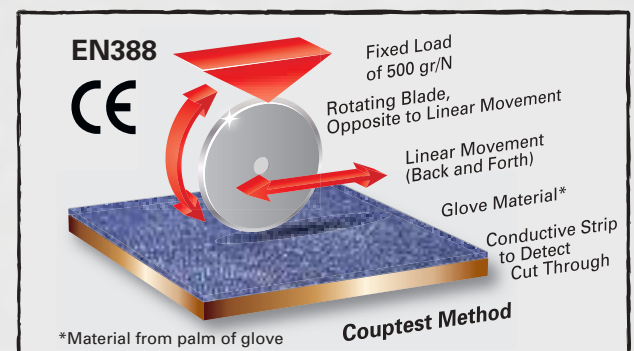 EN388
CE
Fixed Load
of 500 gr/N
Rotating Blade,
Opposite to Linear Movement
Linear Movement
(Back and Forth)
Glove Material*
Conductive Strip
to Detect
Cut Through
*Material from palm of glove
Couptest Method